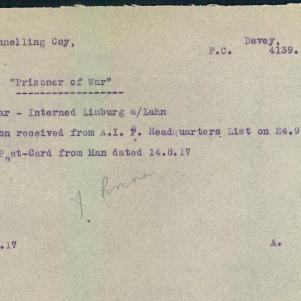 nnelling Coy, Davey,
P.C. 4139.
"Prisoner of War"
ar - Interned Limburg a/Lahn
on received from A.I.F. Headquarters List on 24.9
Post-Card from Man dated 14.8.17
.17 A.